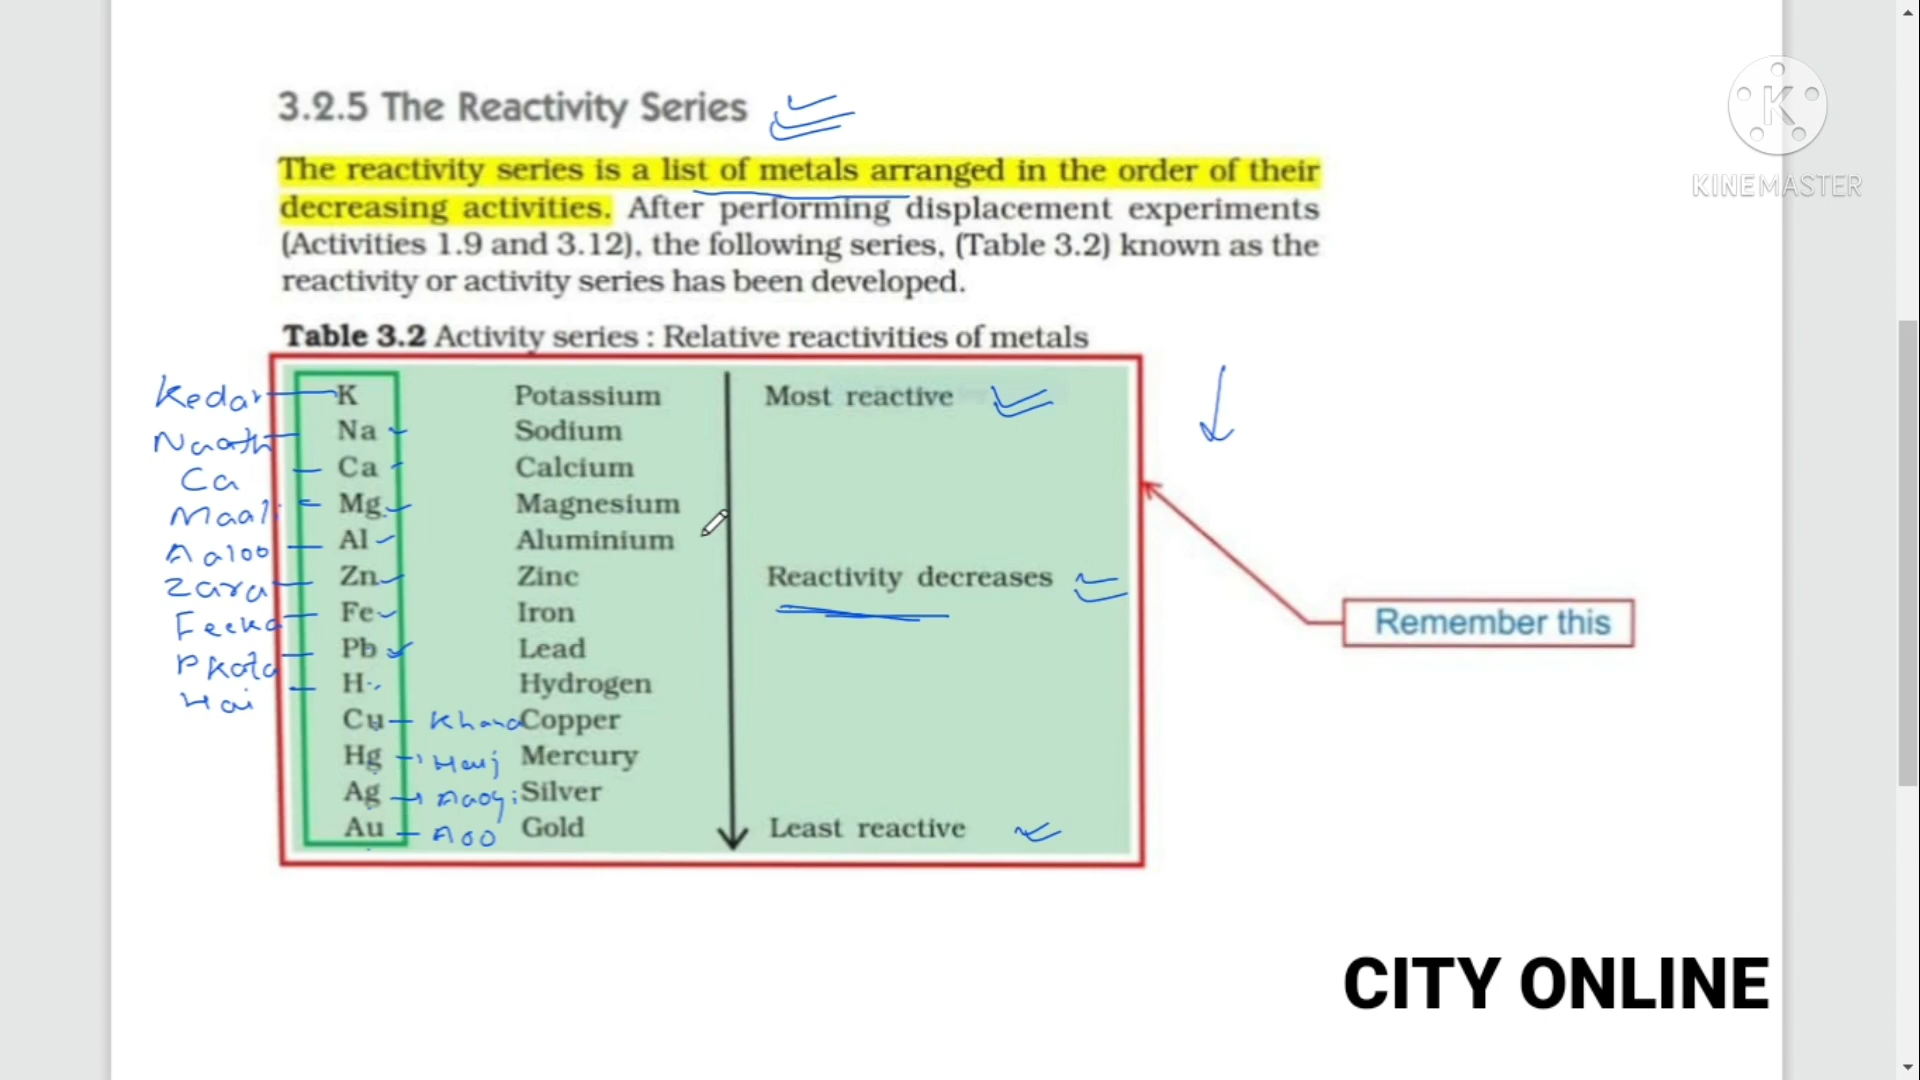 3.2.5 The Reactivity Series
The reactivity series is a list of metals arranged in the order of their
decreasing activities. After performing displacement experiments
(Activities 1.9 and 3.12), the following series, (Table 3.2) known as the
reactivity or activity series has been developed.
Table 3.2 Activity series : Relative reactivities of metals
Kedar K Potassium Most reactive
Naath Na Sodium
Ca Ca Calcium
Maali Mg Magnesium
Aaloo Al Aluminium
Zara Zn Zinc Reactivity decreases
Feeka Fe Iron
Pb Lead
Hai H Hydrogen
Cu Khana Copper
Hg Mercury
Ag Silver
Au Aoo Gold Least reactive
Remember this
KINEMASTER
CITY ONLINE